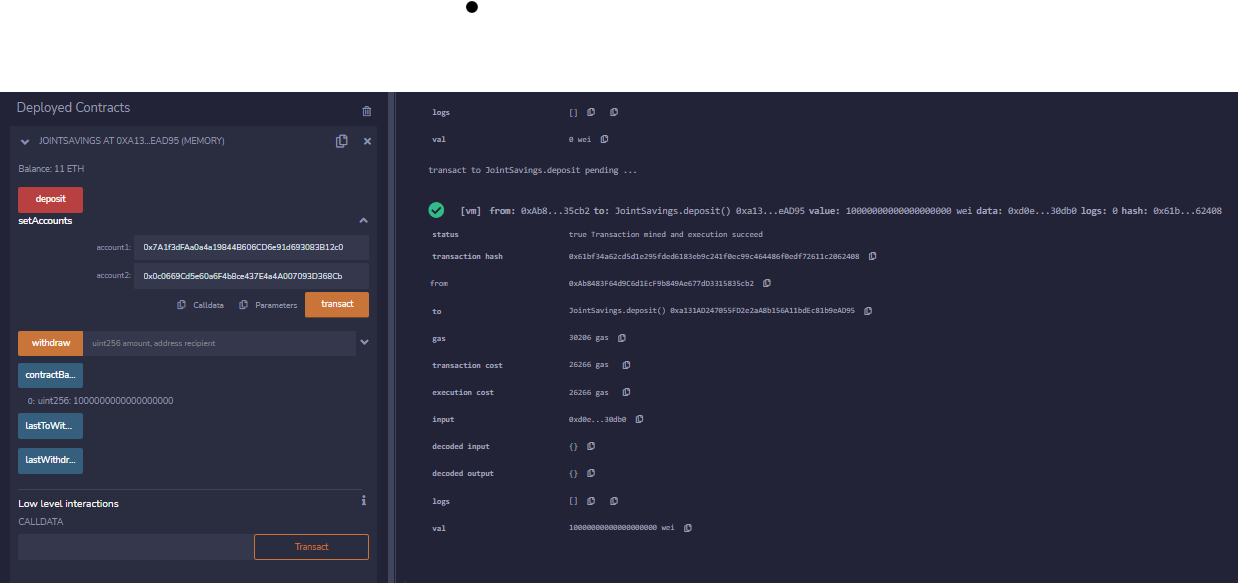 Deployed Contracts
JOINTSAVINGS AT 0XA13...EAD95 (MEMORY)
Balance: 11 ETH
deposit
setAccounts
account1: 0x7A1f3dFAa0a4a19844B606CD6e91d693083B12c0
account2: 0x0c0669Cd5e60a6F4b8ce437E4a4A007093D368Cb
Calldata Parameters transact
withdraw uint256 amount, address recipient
contractBa...
0: uint256: 1000000000000000000
lastToWit...
lastWithdr...
Low level interactions
CALLDATA
Transact
logs []
val 0 wei
transact to JointSavings.deposit pending ...
[vm] from: 0xAb8...35cb2 to: JointSavings.deposit() 0xa13...eAD95 value: 10000000000000000000 wei data: 0xd0e...30db0 logs: 0 hash: 0x61b...62408
status true Transaction mined and execution succeed
transaction hash 0x61bf34a62cd5d1e295fded6183eb9c241f0ec99c464486f0edf72611c2062408
from 0xAb8483F64d9C6d1EcF9b849Ae677dD3315835cb2
to JointSavings.deposit() 0xa131AD247055FD2e2aA8b156A11bdEc81b9eAD95
gas 30206 gas
transaction cost 26266 gas
execution cost 26266 gas
input 0xd0e...30db0
decoded input {}
decoded output {}
logs []
val 10000000000000000000 wei